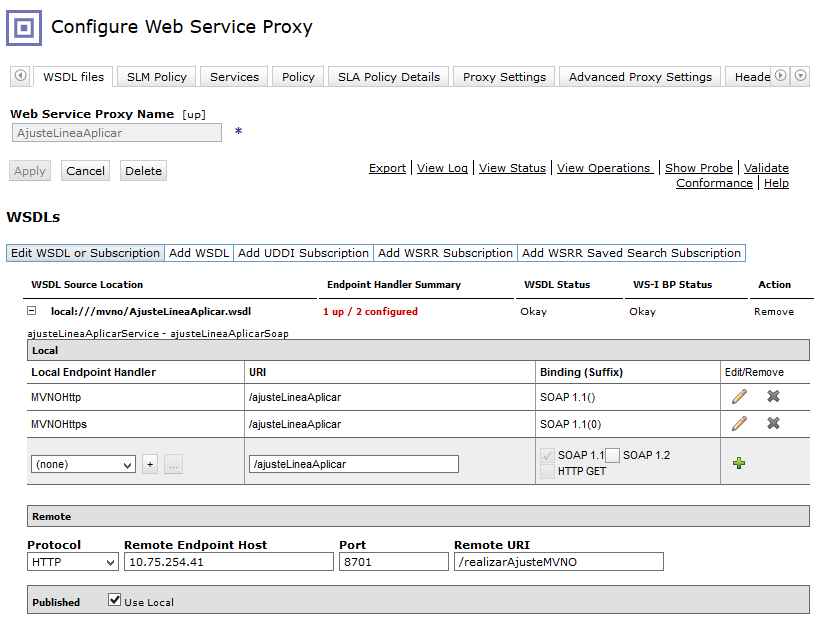 Configure Web Service Proxy
WSDL files SLM Policy Services Policy SLA Policy Details Proxy Settings Advanced Proxy Settings Heade
Web Service Proxy Name [up]
AjusteLineaAplicar *
Apply Cancel Delete
Export View Log View Status View Operations Show Probe Validate
Conformance Help
WSDLs
Edit WSDL or Subscription Add WSDL Add UDDI Subscription Add WSRR Subscription Add WSRR Saved Search Subscription
WSDL Source Location Endpoint Handler Summary WSDL Status WS-I BP Status Action
local:///mvno/AjusteLineaAplicar.wsdl 1 up / 2 configured Okay Okay Remove
ajusteLineaAplicarService - ajusteLineaAplicarSoap
Local
Local Endpoint Handler URI Binding (Suffix) Edit/Remove
MVNOHttp /ajusteLineaAplicar SOAP 1.1()
MVNOHttps /ajusteLineaAplicar SOAP 1.1(0)
(none) + ... /ajusteLineaAplicar SOAP 1.1 SOAP 1.2
HTTP GET
Remote
Protocol Remote Endpoint Host Port Remote URI
HTTP 10.75.254.41 8701 /realizarAjusteMVNO
Published Use Local